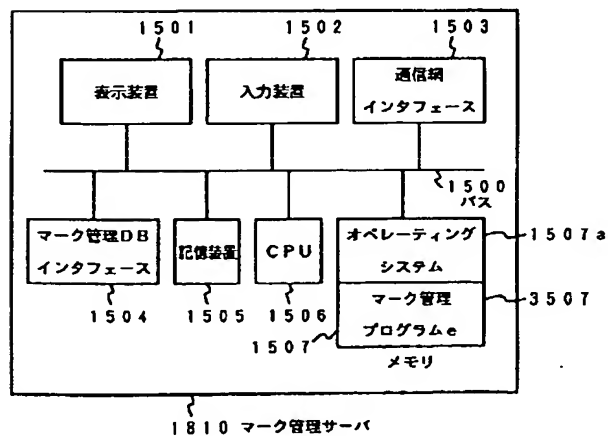 1501
1502
1503
表示装置
入力装置
通信網
インタフェース
1500
バス
マーク管理DB
インタフェース
記憶装置
CPU
オペレーティング
システム
マーク管理
プログラムe
1507a
3507
1504
1505
1506
1507
メモリ
1810 マーク管理サーバ